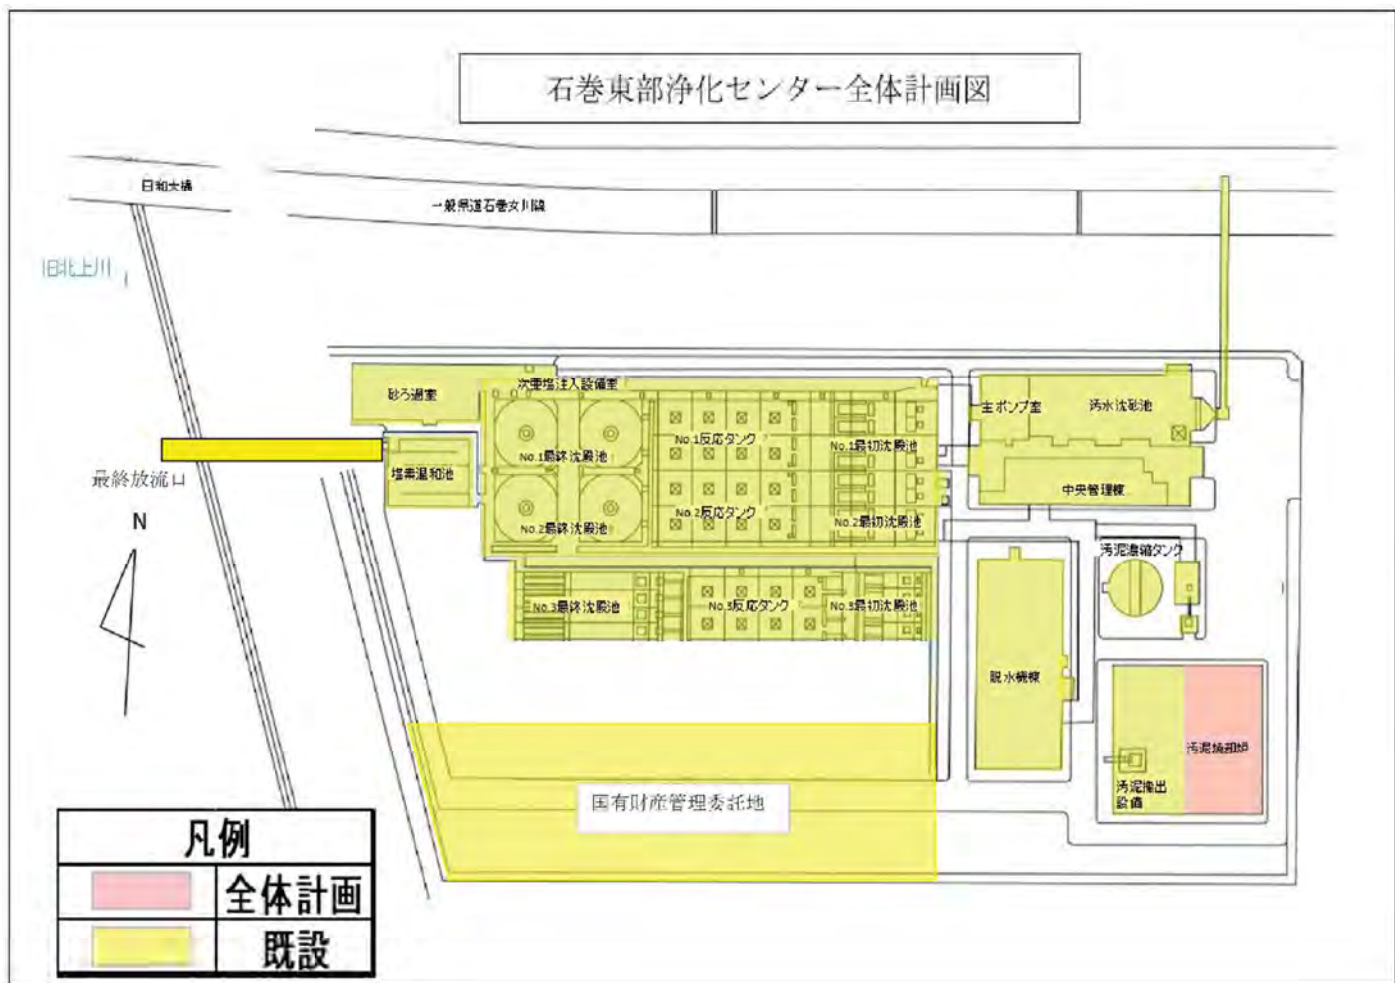 石巻東部浄化センター全体計画図
日和大橋
一般県道石巻女川線
旧北上川
砂ろ過室
次亜塩注入設備室
主ポンプ室
汚水沈砂池
No.1最終沈殿池
No.1反応タンク
No.1最初沈殿池
最終放流口
塩素混和池
中央管理棟
No.2最終沈殿池
No.2反応タンク
No.2最初沈殿池
N
汚泥濃縮タンク
No.3最終沈殿池
No.3反応タンク
No.3最初沈殿池
脱水機棟
汚泥焼却炉
汚泥搬出
設備
国有財産管理委託地
凡例
全体計画
既設